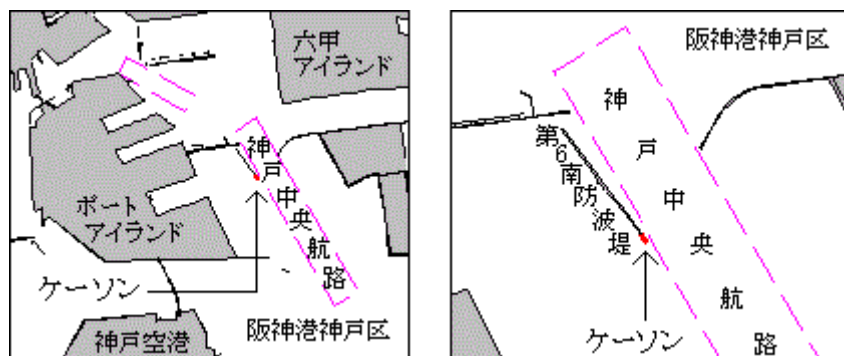 六甲
アイランド
神戸中央航路
ポート
アイランド
ケーソン
神戸空港
阪神港神戸区
阪神港神戸区
神戸中央航路
第6南防波堤
ケーソン